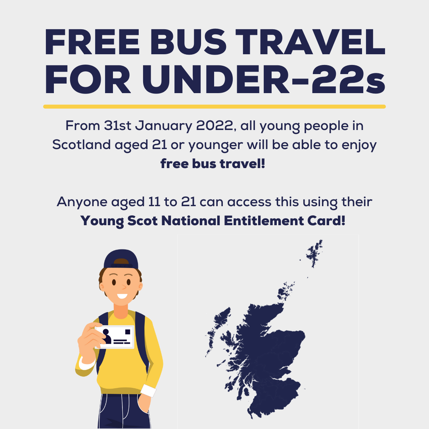 FREE BUS TRAVEL
FOR UNDER-22s
From 31st January 2022, all young people in
Scotland aged 21 or younger will be able to enjoy
free bus travel!
Anyone aged 11 to 21 can access this using their
Young Scot National Entitlement Card!